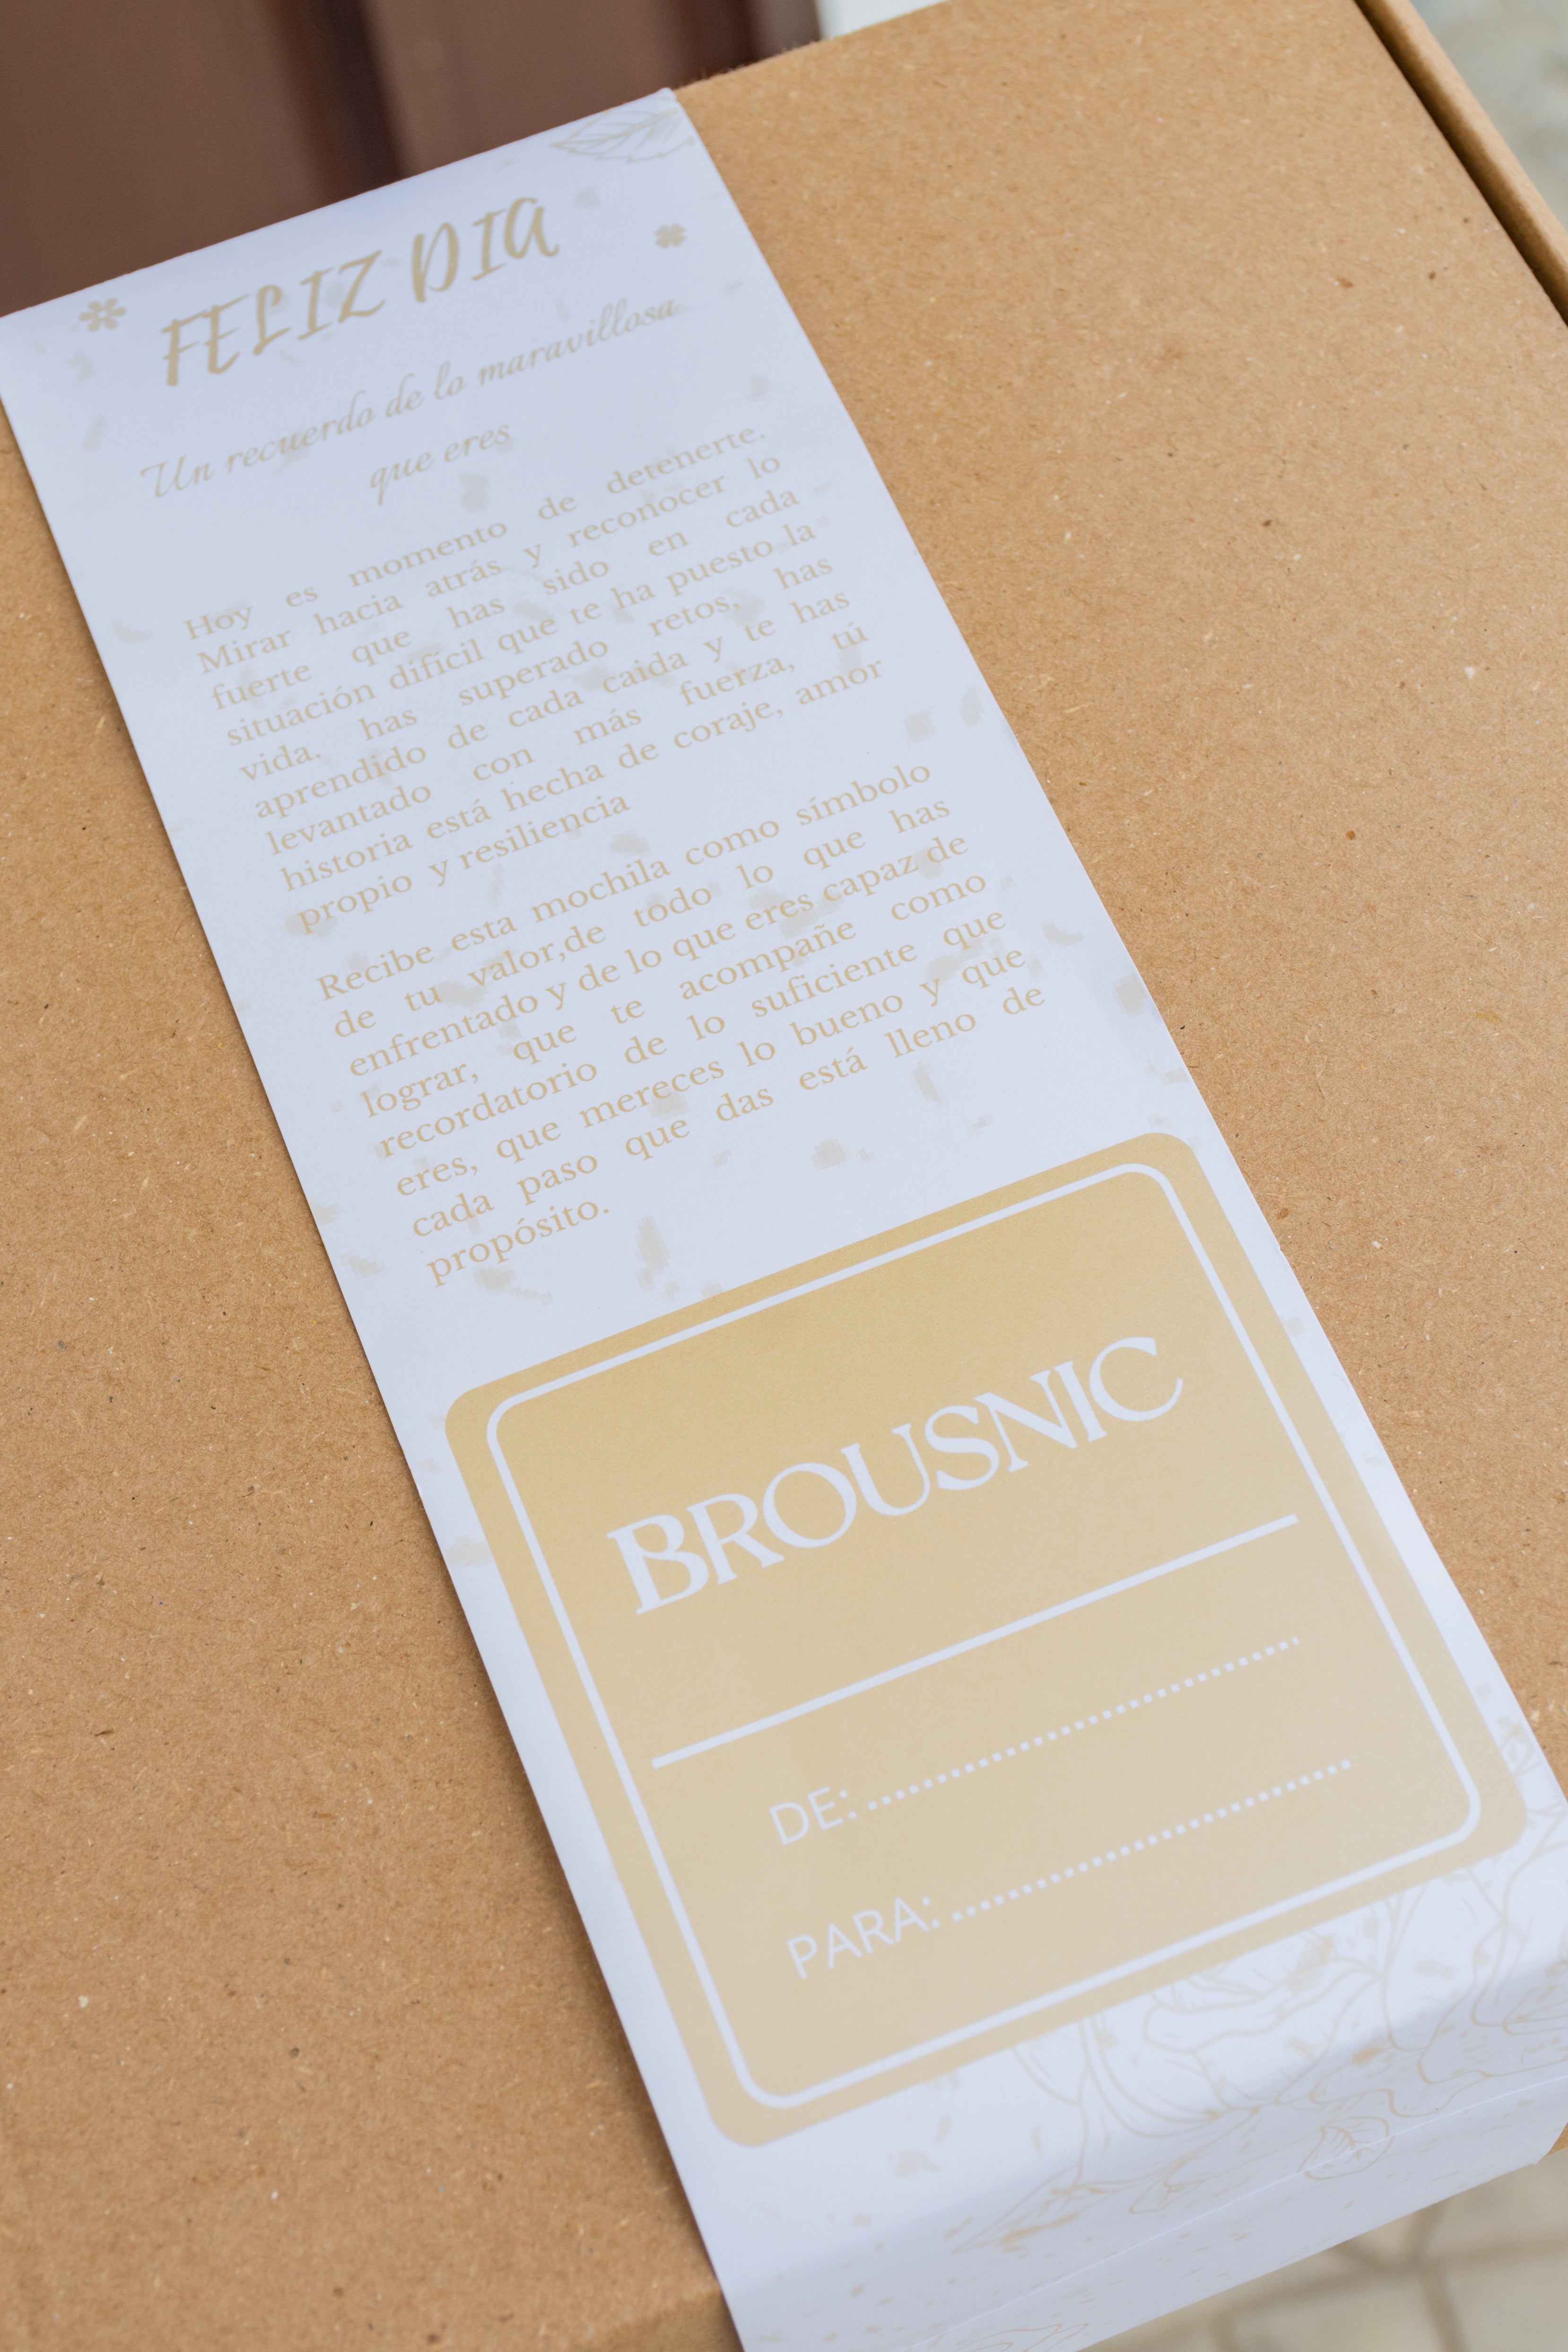 FELIZ DIA
Un recuerdo de lo maravillosa
que eres
Hoy es momento de detenerte.
Mirar hacia atrás y reconocer lo
fuerte que has sido en cada
situación dificil que te ha puesto la
vida, has superado retos, has
aprendido de cada caida y te has
levantado con más fuerza, tú
historia está hecha de coraje, amor
propio y resiliencia
Recibe esta mochila como símbolo
de tu valor,de todo lo que has
enfrentado y de lo que eres capaz de
lograr, que te acompañe como
recordatorio de lo suficiente que
eres, que mereces lo bueno y que
cada paso que das está lleno de
propósito.
BROUSNIC
DE:
PARA: